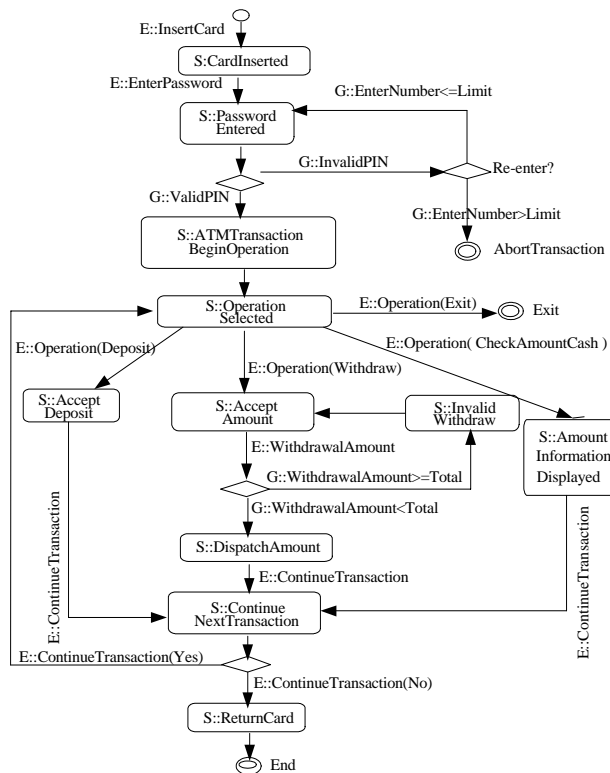 E::InsertCard
S:CardInserted
E::EnterPassword
G::EnterNumber<=Limit
S::Password
Entered
G::InvalidPIN
Re-enter?
G::ValidPIN
G::EnterNumber>Limit
S::ATMTransaction
BeginOperation
AbortTransaction
S::Operation
Selected
E::Operation(Exit)
Exit
E::Operation(Deposit)
E::Operation( CheckAmountCash )
E::Operation(Withdraw)
S::Accept
Deposit
S::Accept
Amount
S::Invalid
Withdraw
S::Amount
Information
Displayed
E::WithdrawalAmount
G::WithdrawalAmount>=Total
G::WithdrawalAmount<Total
S::DispatchAmount
E::ContinueTransaction
E::ContinueTransaction
E::ContinueTransaction
S::Continue
NextTransaction
E::ContinueTransaction(Yes)
E::ContinueTransaction(No)
S::ReturnCard
End